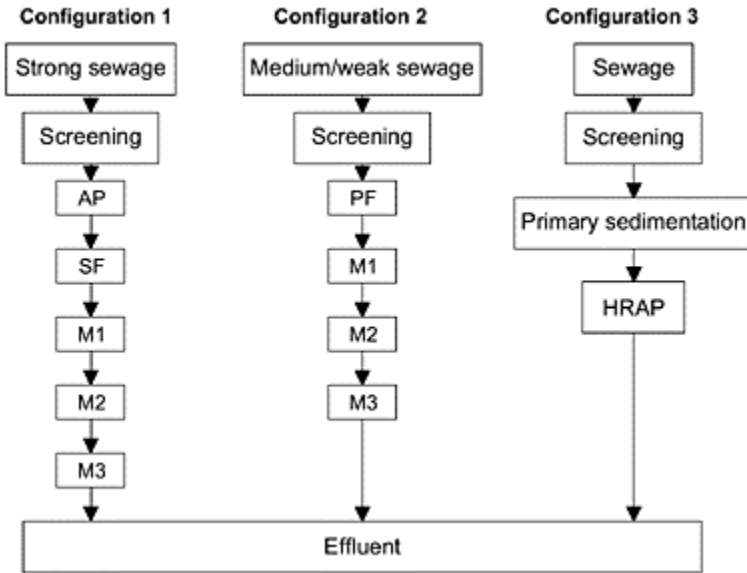 Configuration 1
Strong sewage
Screening
AP
SF
M1
M2
M3
Configuration 2
Medium/weak sewage
Screening
PF
M1
M2
M3
Configuration 3
Sewage
Screening
Primary sedimentation
HRAP
Effluent